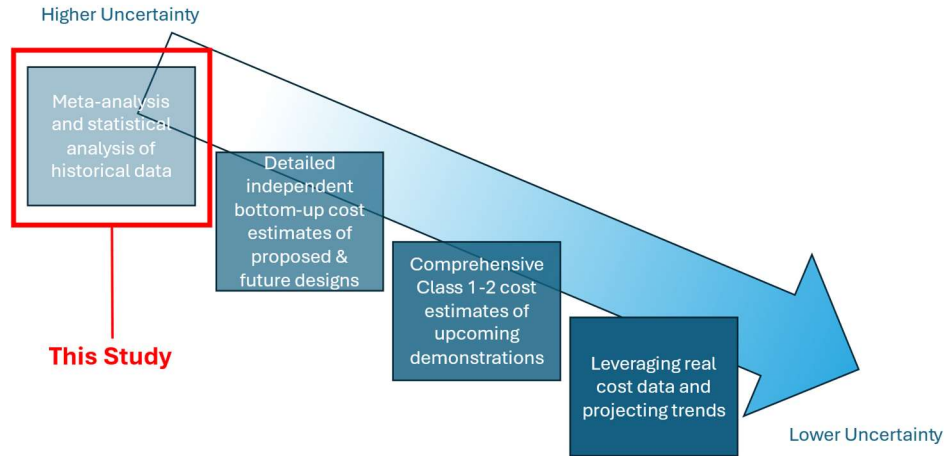 Higher Uncertainty
Meta-analysis
and statistical
analysis of
historical data
Detailed
independent
bottom-up cost
estimates of
proposed &
future designs
Comprehensive
Class 1-2 cost
estimates of
upcoming
demonstrations
This Study
Leveraging real
cost data and
projecting trends
Lower Uncertainty